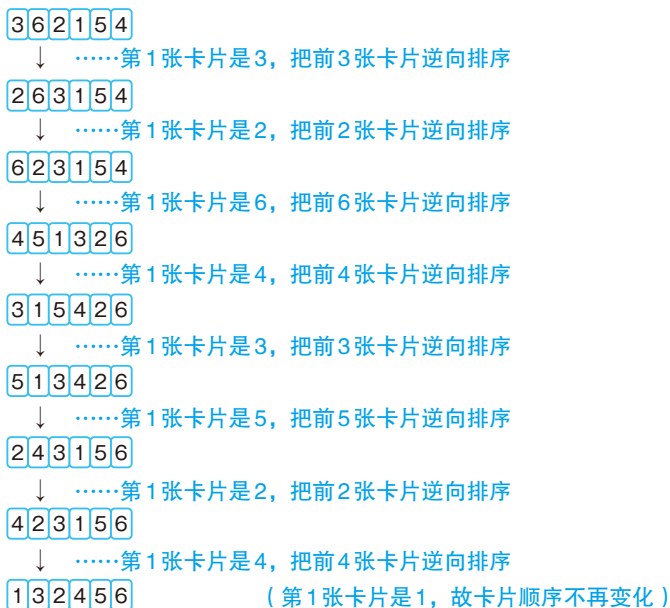 362154
↓ ……第1张卡片是3，把前3张卡片逆向排序
263154
↓ ……第1张卡片是2，把前2张卡片逆向排序
623154
↓ ……第1张卡片是6，把前6张卡片逆向排序
451326
↓ ……第1张卡片是4，把前4张卡片逆向排序
315426
↓ ……第1张卡片是3，把前3张卡片逆向排序
513426
↓ ……第1张卡片是5，把前5张卡片逆向排序
243156
↓ ……第1张卡片是2，把前2张卡片逆向排序
423156
↓ ……第1张卡片是4，把前4张卡片逆向排序
132456 （第1张卡片是1，故卡片顺序不再变化）